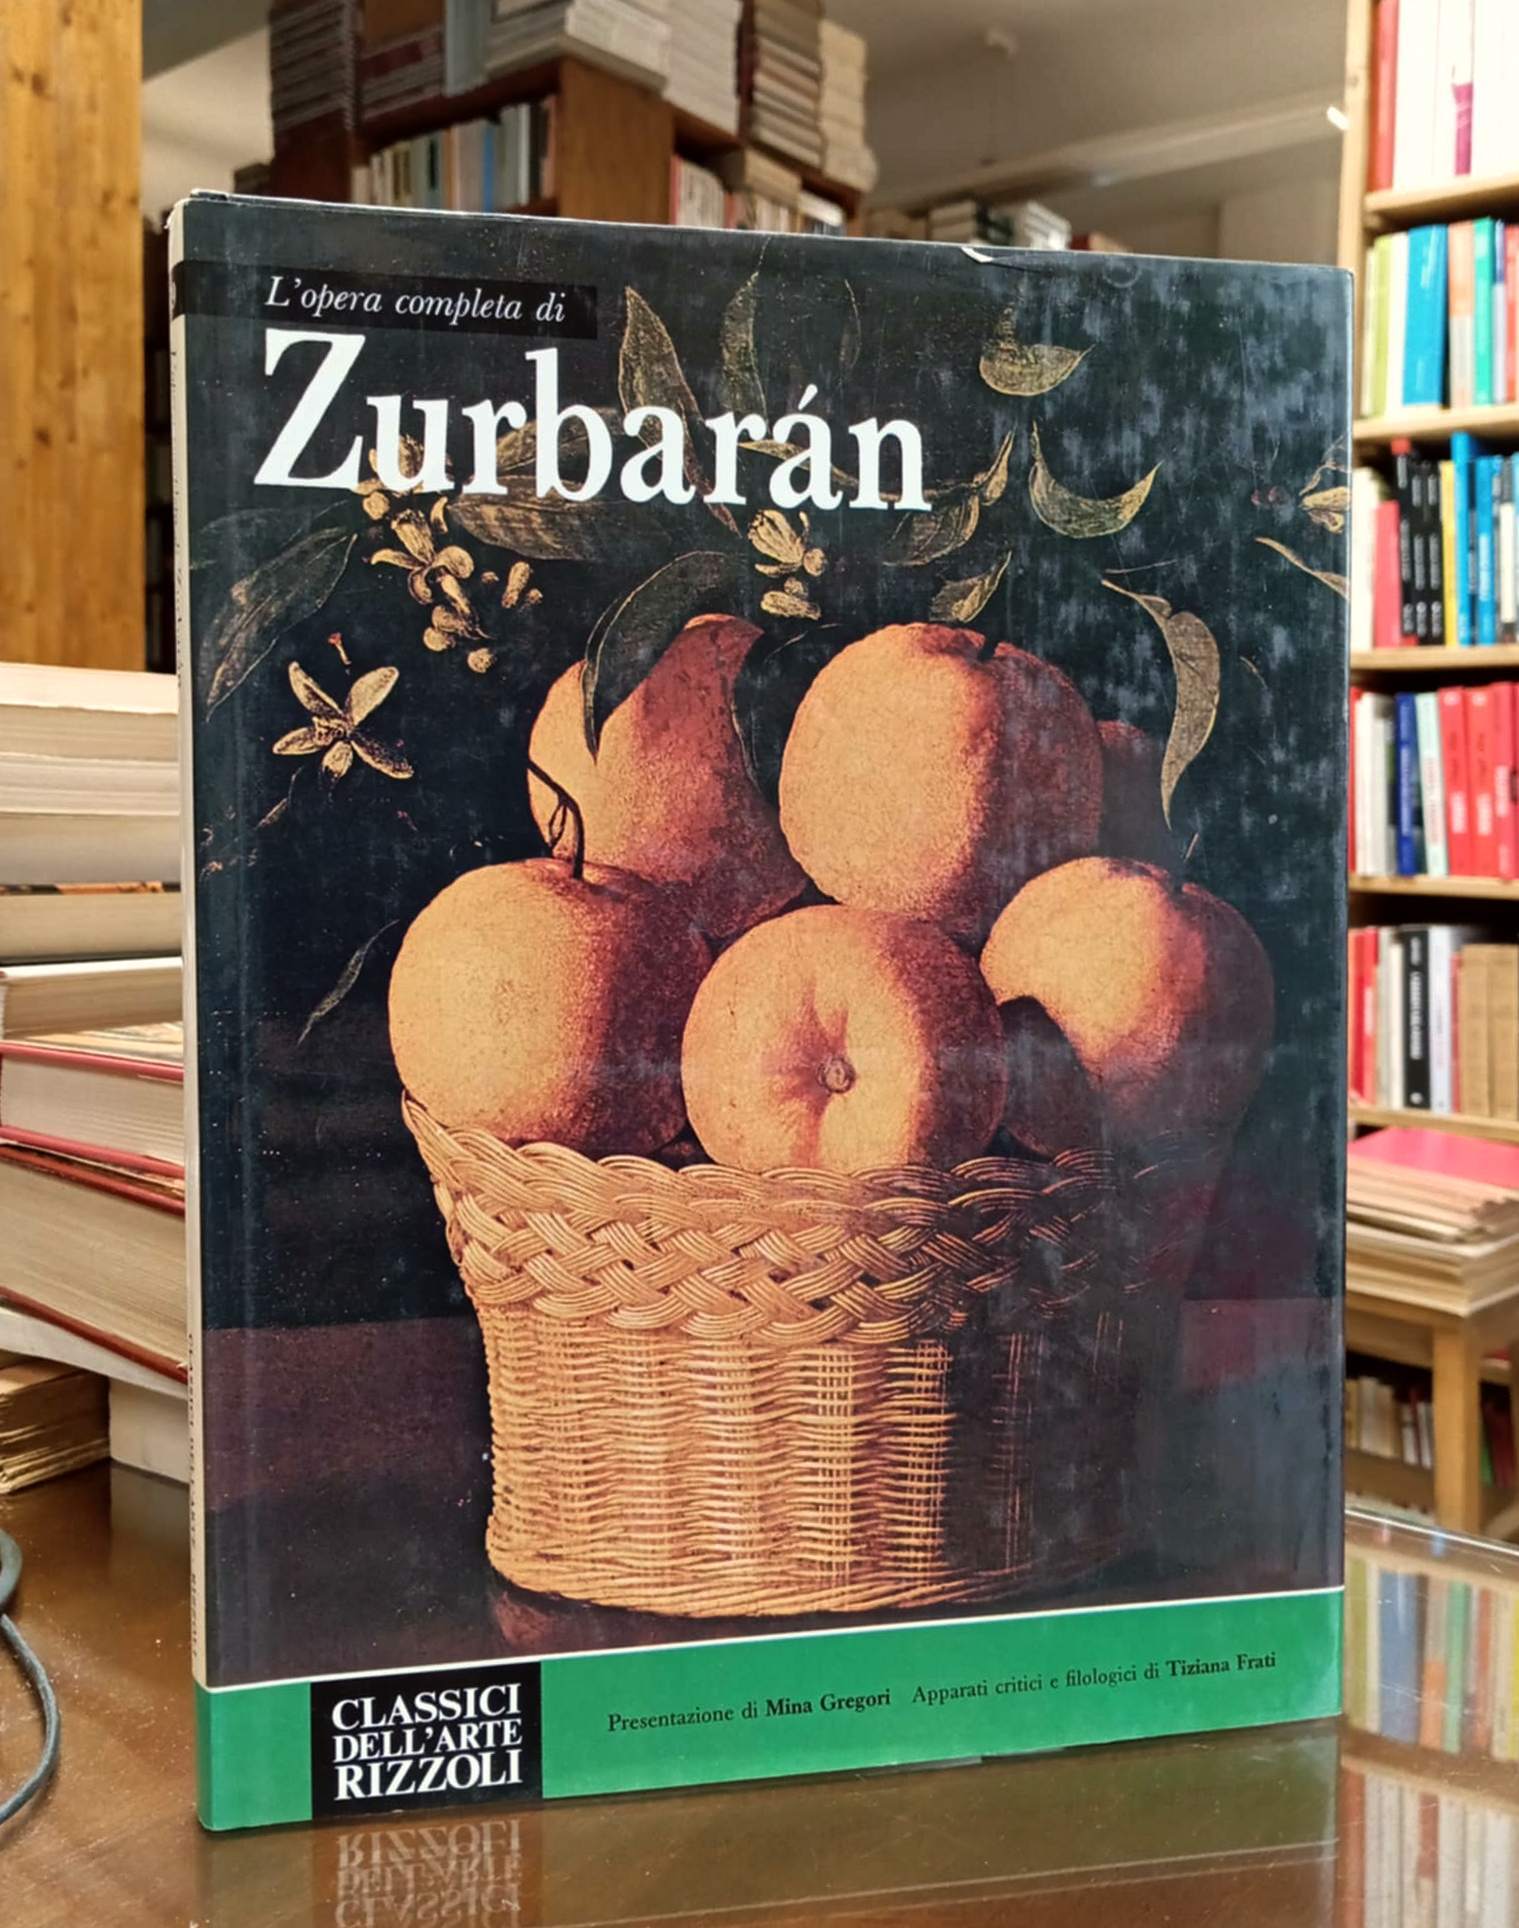 L'opera completa di
Zurbarán
CLASSICI
DELL'ARTE
RIZZOLI
Presentazione di Mina Gregori Apparati critici e filologici di Tiziana Frati